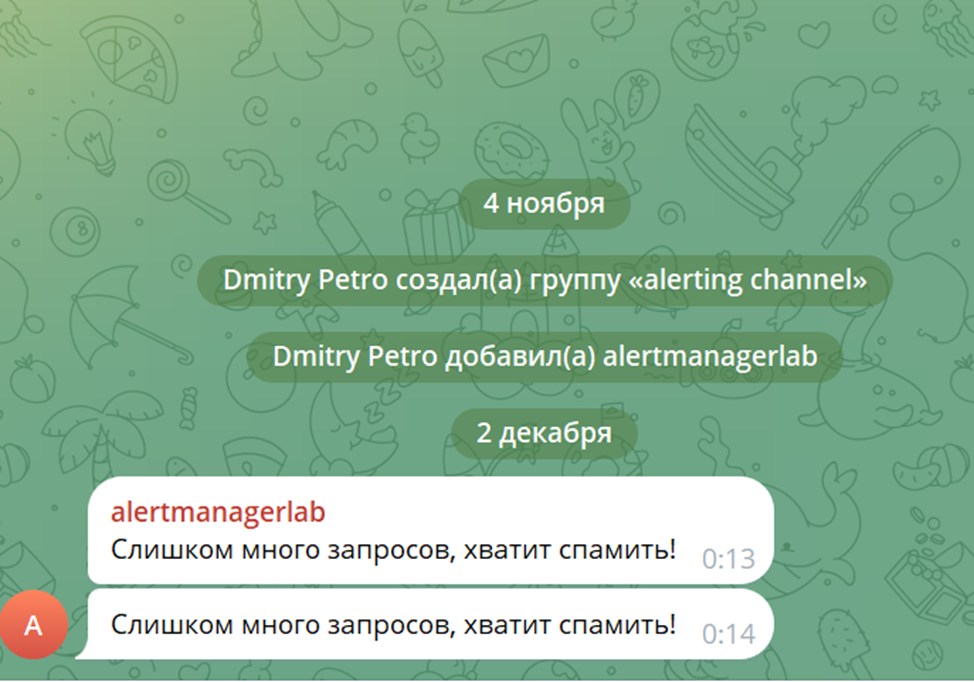 4 ноября
Dmitry Petro создал(а) группу «alerting channel»
Dmitry Petro добавил(а) alertmanagerlab
2 декабря
alertmanagerlab
Слишком много запросов, хватит спамить! 0:13
A
Слишком много запросов, хватит спамить! 0:14